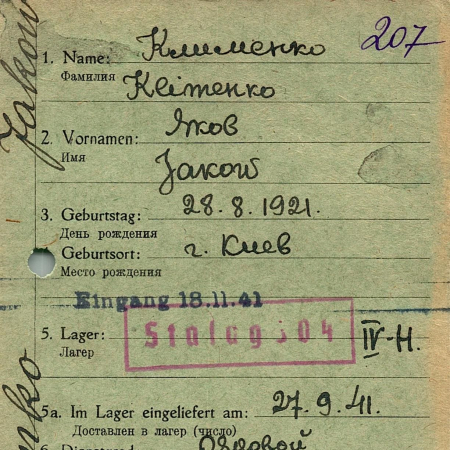 207
1. Name: Клименко
Фамилия
Klimenko
2. Vornamen: Яков
Имя
Jakow
3. Geburtstag: 28.8.1921.
День рождения
Geburtsort: г. Киев
Место рождения
Eingang 18.11.41
5. Lager: Stalag 304 IV-H.
Лагерь
5a. Im Lager eingeliefert am: 27.9.41.
Доставлен в лагерь (число)
Jakow